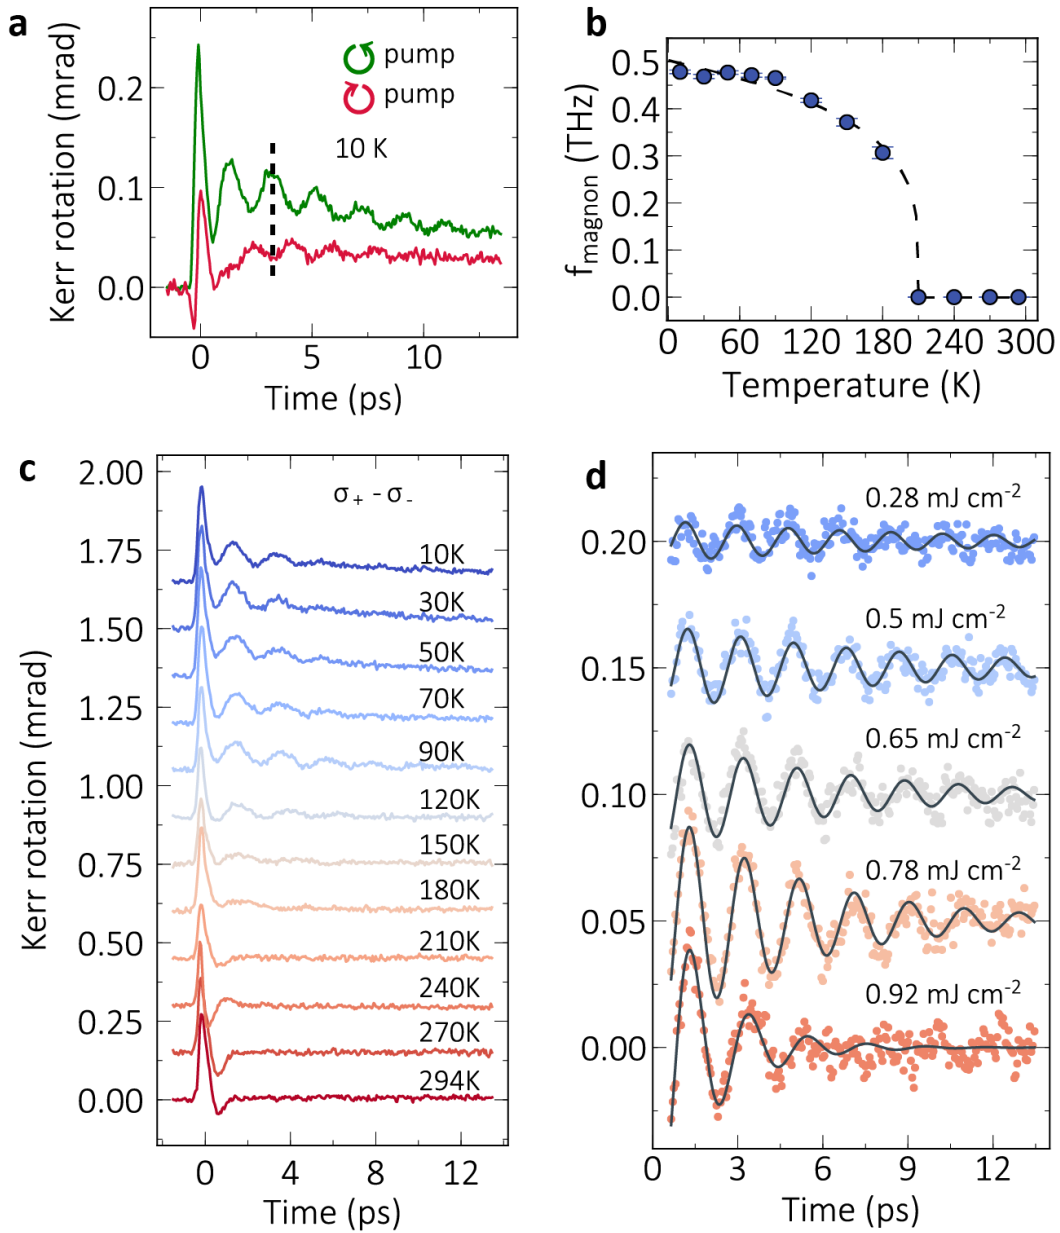 a
Kerr rotation (mrad)
0.2
0.1
0.0
pump
pump
10 K
0
5
10
Time (ps)
b
f_magnon (THz)
0.5
0.4
0.3
0.2
0.1
0.0
0
60
120
180
240
300
Temperature (K)
c
Kerr rotation (mrad)
2.00
1.75
1.50
1.25
1.00
0.75
0.50
0.25
0.00
σ+ - σ-
10K
30K
50K
70K
90K
120K
150K
180K
210K
240K
270K
294K
0
4
8
12
Time (ps)
d
0.20
0.15
0.10
0.05
0.00
0.28 mJ cm-2
0.5 mJ cm-2
0.65 mJ cm-2
0.78 mJ cm-2
0.92 mJ cm-2
0
3
6
9
12
Time (ps)